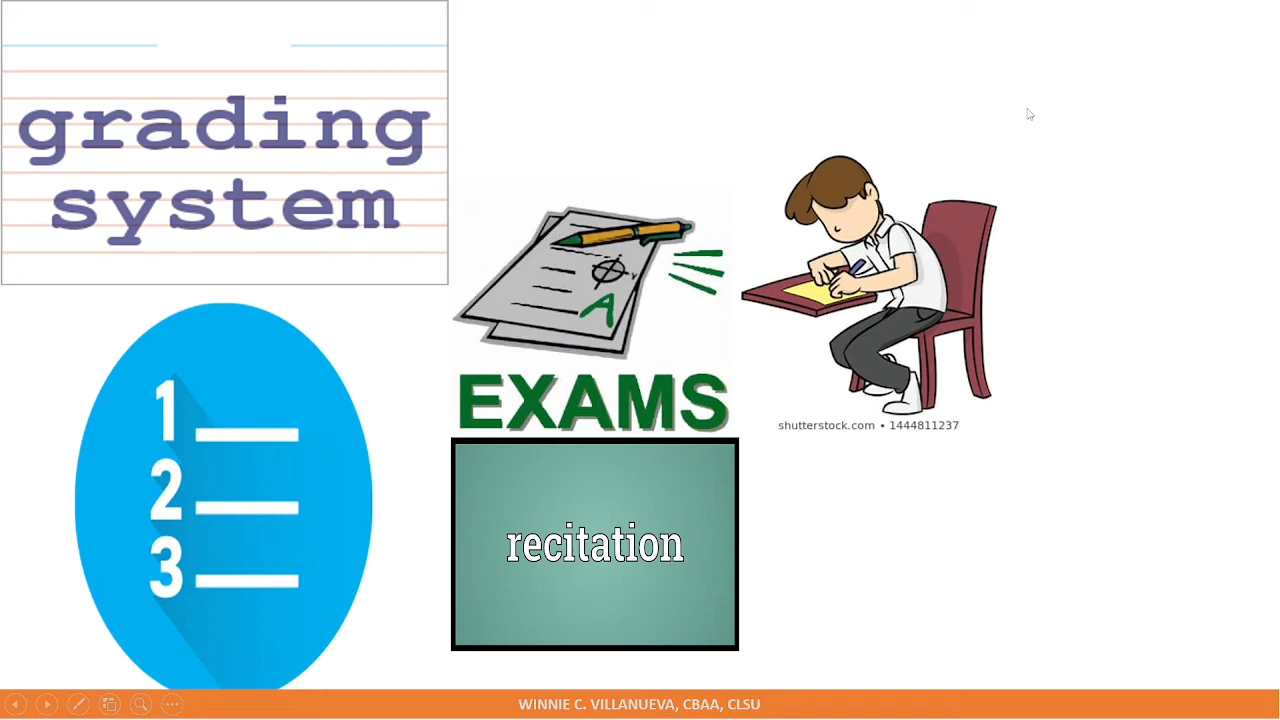 grading
system
A
EXAMS
shutterstock.com • 1444811237
1
2
3
recitation
WINNIE C. VILLANUEVA, CBAA, CLSU